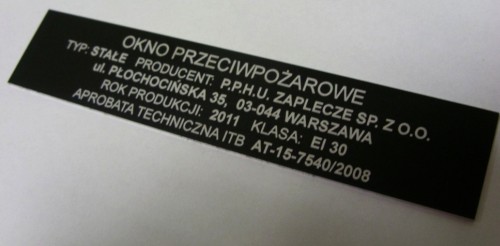 OKNO PRZECIWPOŻAROWE
TYP: STAŁE PRODUCENT: P.P.H.U. ZAPLECZE SP. Z O.O.
ul. PŁOCHOCIŃSKA 35, 03-044 WARSZAWA
ROK PRODUKCJI: 2011 KLASA: EI 30
APROBATA TECHNICZNA ITB AT-15-7540/2008